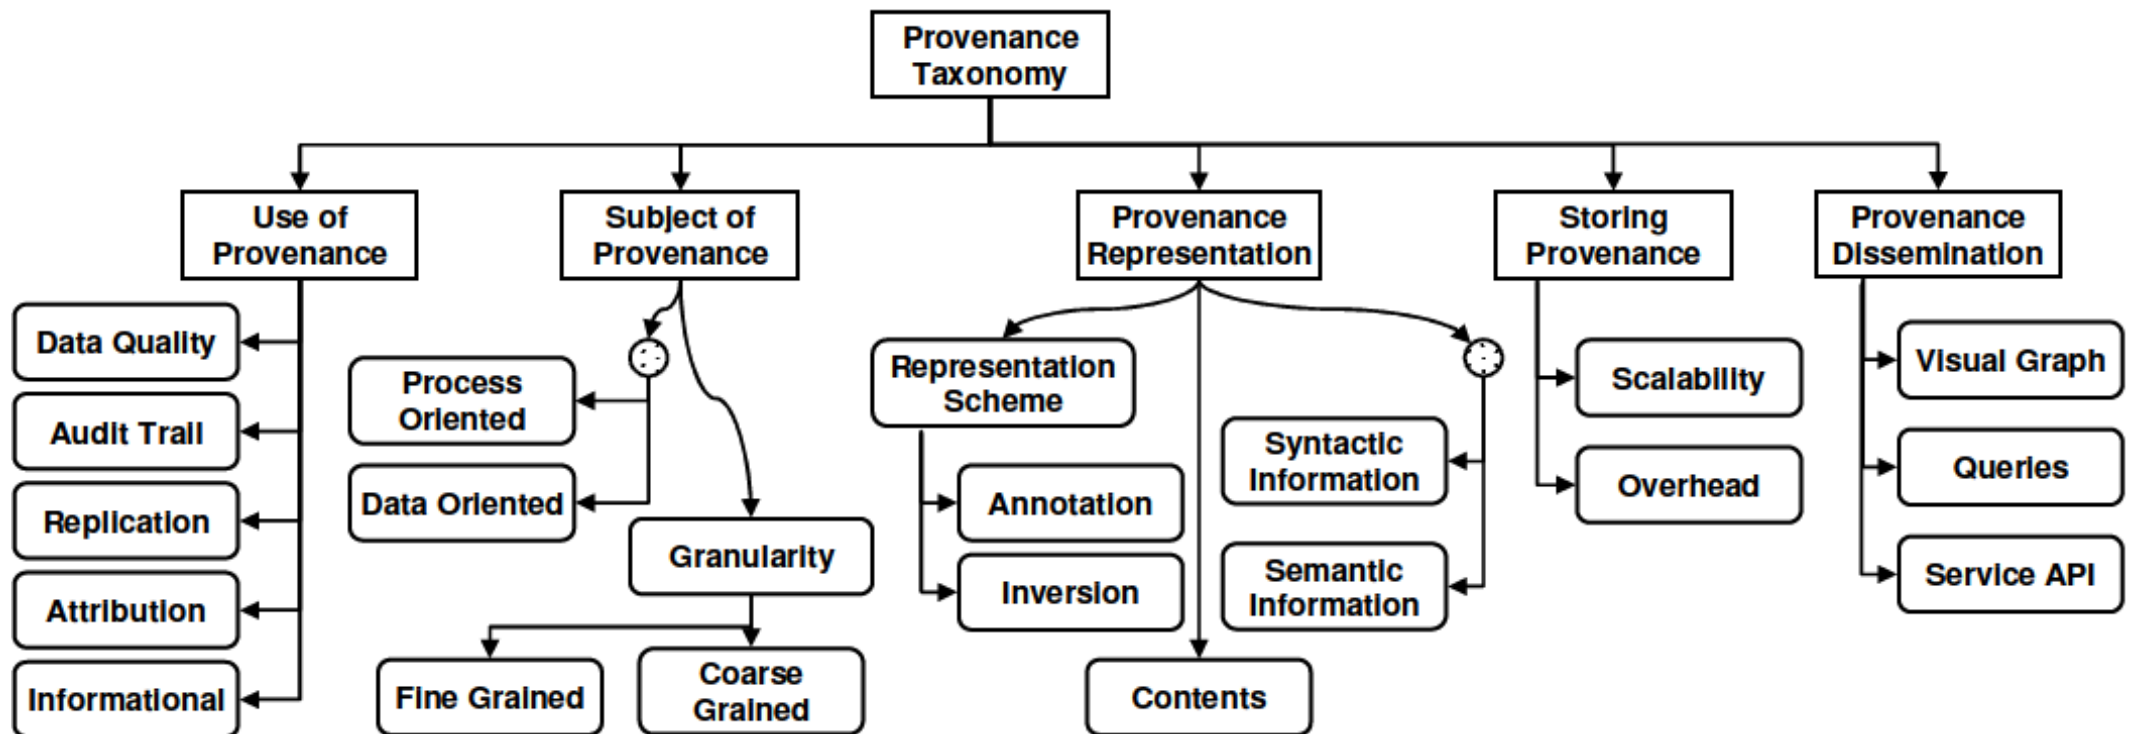 Provenance
Taxonomy
Use of
Provenance
Subject of
Provenance
Provenance
Representation
Storing
Provenance
Provenance
Dissemination
Data Quality
Audit Trail
Replication
Attribution
Informational
Process
Oriented
Data Oriented
Granularity
Fine Grained
Coarse
Grained
Representation
Scheme
Annotation
Inversion
Contents
Syntactic
Information
Semantic
Information
Scalability
Overhead
Visual Graph
Queries
Service API